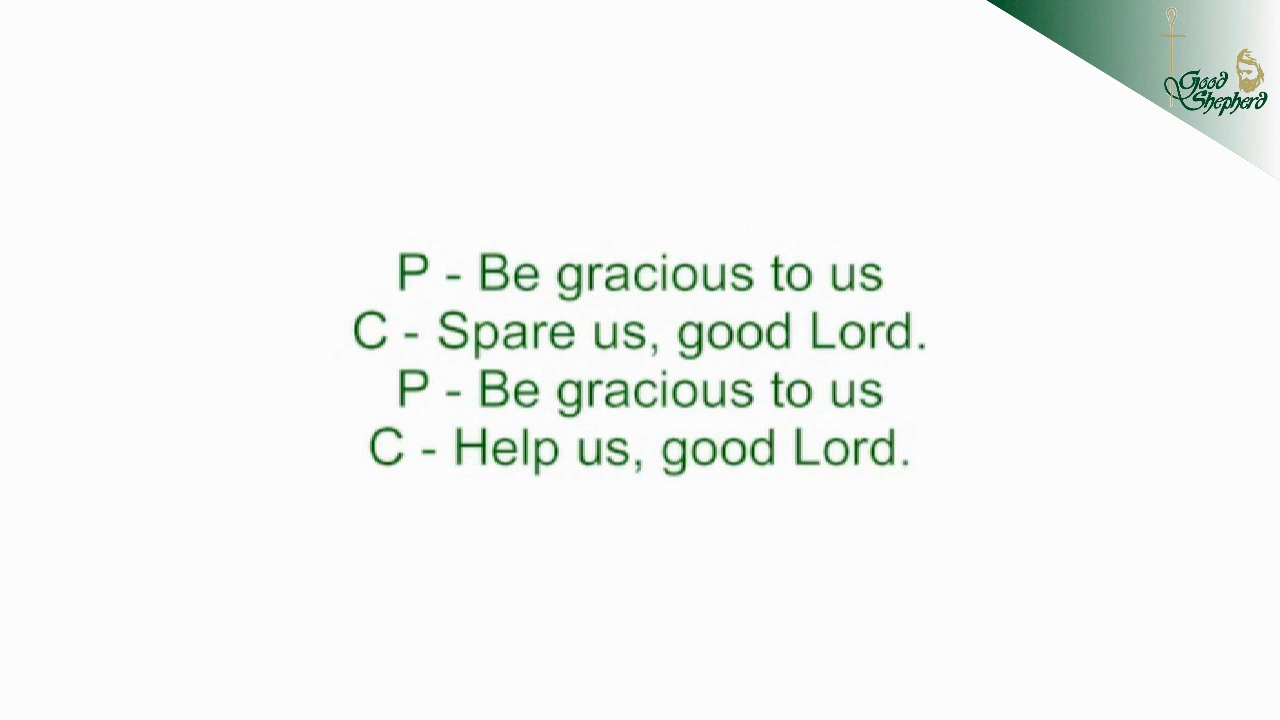 Good
Shepherd
P - Be gracious to us
C - Spare us, good Lord.
P - Be gracious to us
C - Help us, good Lord.